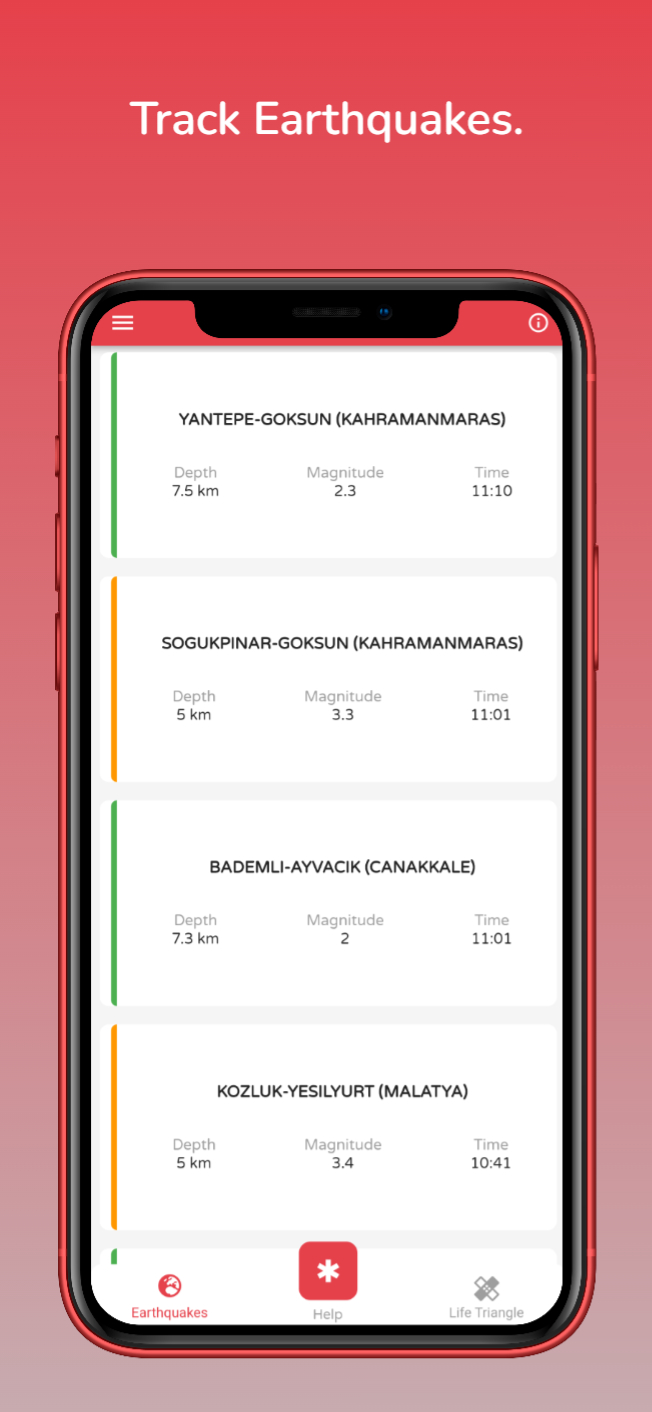 Track Earthquakes.
YANTEPE-GOKSUN (KAHRAMANMARAS)
Depth Magnitude Time
7.5 km 2.3 11:10
SOGUKPINAR-GOKSUN (KAHRAMANMARAS)
Depth Magnitude Time
5 km 3.3 11:01
BADEMLI-AYVACIK (CANAKKALE)
Depth Magnitude Time
7.3 km 2 11:01
KOZLUK-YESILYURT (MALATYA)
Depth Magnitude Time
5 km 3.4 10:41
Earthquakes Help Life Triangle